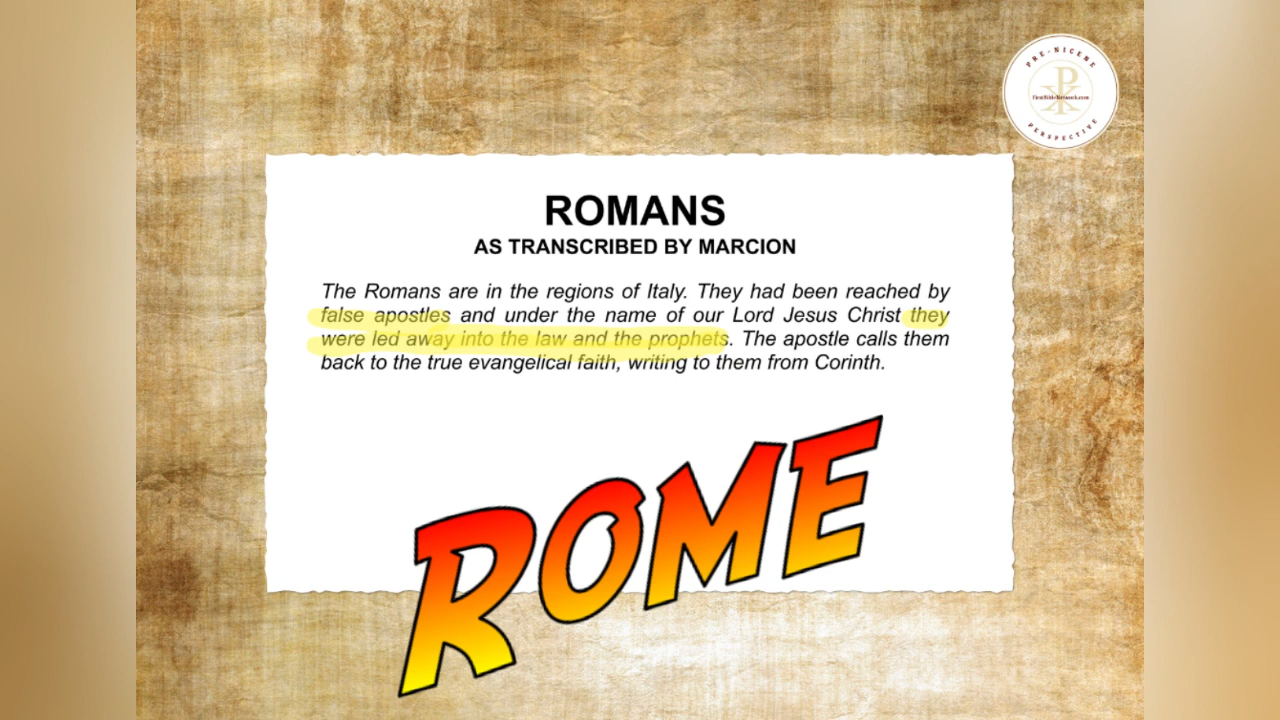 PRE-NICENE
PERSPECTIVE
ROMANS
AS TRANSCRIBED BY MARCION
The Romans are in the regions of Italy. They had been reached by
false apostles and under the name of our Lord Jesus Christ they
were led away into the law and the prophets. The apostle calls them
back to the true evangelical faith, writing to them from Corinth.
ROME